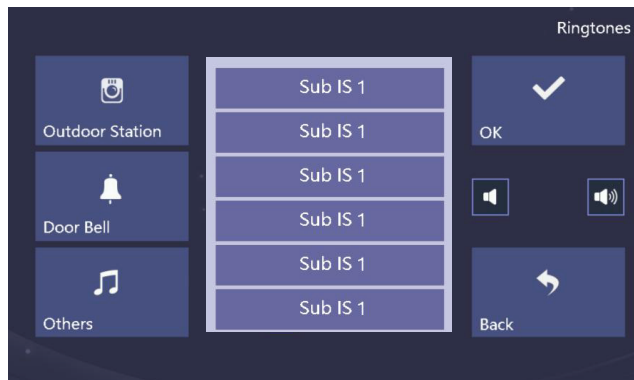 Ringtones
Outdoor Station
Door Bell
Others
Sub IS 1
Sub IS 1
Sub IS 1
Sub IS 1
Sub IS 1
Sub IS 1
OK
Back